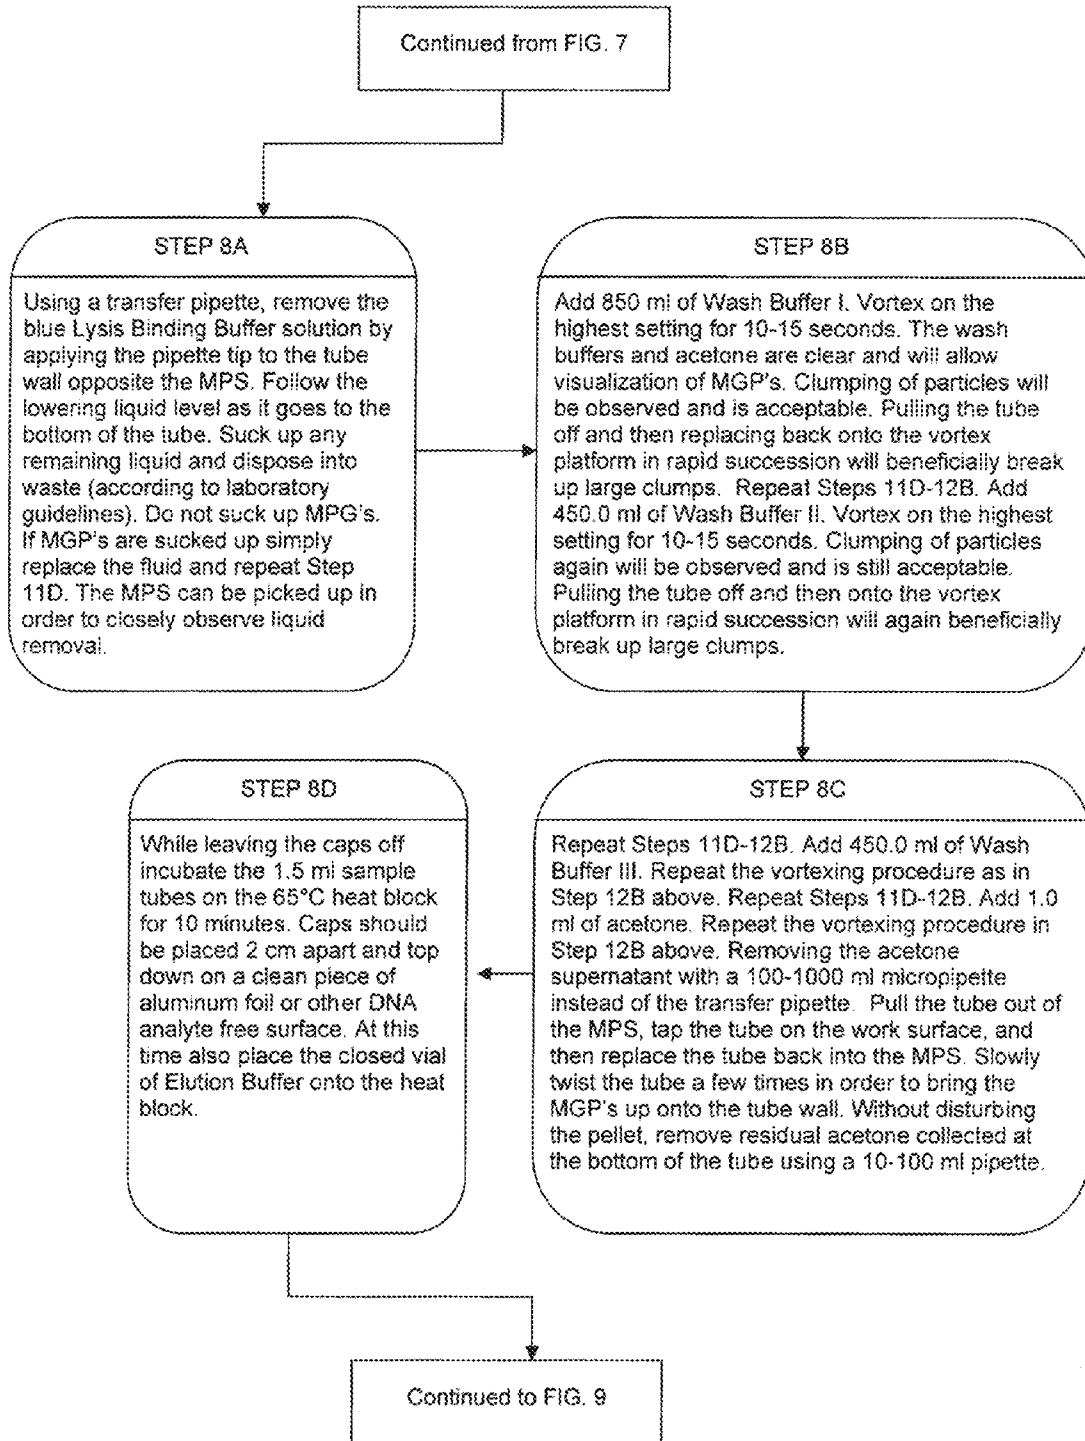 Continued from FIG. 7
STEP 8A
Using a transfer pipette, remove the
blue Lysis Binding Buffer solution by
applying the pipette tip to the tube
wall opposite the MPS. Follow the
lowering liquid level as it goes to the
bottom of the tube. Suck up any
remaining liquid and dispose into
waste (according to laboratory
guidelines). Do not suck up MPG's.
If MGP's are sucked up simply
replace the fluid and repeat Step
11D. The MPS can be picked up in
order to closely observe liquid
removal.
STEP 8B
Add 850 ml of Wash Buffer I. Vortex on the
highest setting for 10-15 seconds. The wash
buffers and acetone are clear and will allow
visualization of MGP's. Clumping of particles will
be observed and is acceptable. Pulling the tube
off and then replacing back onto the vortex
platform in rapid succession will beneficially break
up large clumps. Repeat Steps 11D-12B. Add
450.0 ml of Wash Buffer II. Vortex on the highest
setting for 10-15 seconds. Clumping of particles
again will be observed and is still acceptable.
Pulling the tube off and then onto the vortex
platform in rapid succession will again beneficially
break up large clumps.
STEP 8C
Repeat Steps 11D-12B. Add 450.0 ml of Wash
Buffer III. Repeat the vortexing procedure as in
Step 12B above. Repeat Steps 11D-12B. Add 1.0
ml of acetone. Repeat the vortexing procedure in
Step 12B above. Removing the acetone
supernatant with a 100-1000 ml micropipette
instead of the transfer pipette. Pull the tube out of
the MPS, tap the tube on the work surface, and
then replace the tube back into the MPS. Slowly
twist the tube a few times in order to bring the
MGP's up onto the tube wall. Without disturbing
the pellet, remove residual acetone collected at
the bottom of the tube using a 10-100 ml pipette.
STEP 8D
While leaving the caps off
incubate the 1.5 ml sample
tubes on the 65°C heat block
for 10 minutes. Caps should
be placed 2 cm apart and top
down on a clean piece of
aluminum foil or other DNA
analyte free surface. At this
time also place the closed vial
of Elution Buffer onto the heat
block.
Continued to FIG. 9